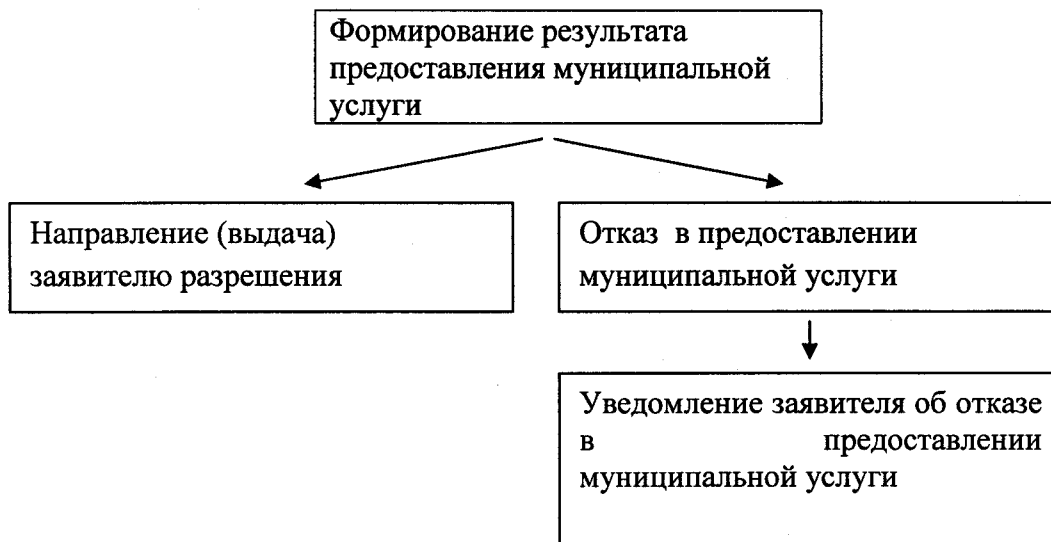 Формирование результата
предоставления муниципальной
услуги
Направление (выдача)
заявителю разрешения
Отказ в предоставлении
муниципальной услуги
Уведомление заявителя об отказе
в предоставлении
муниципальной услуги